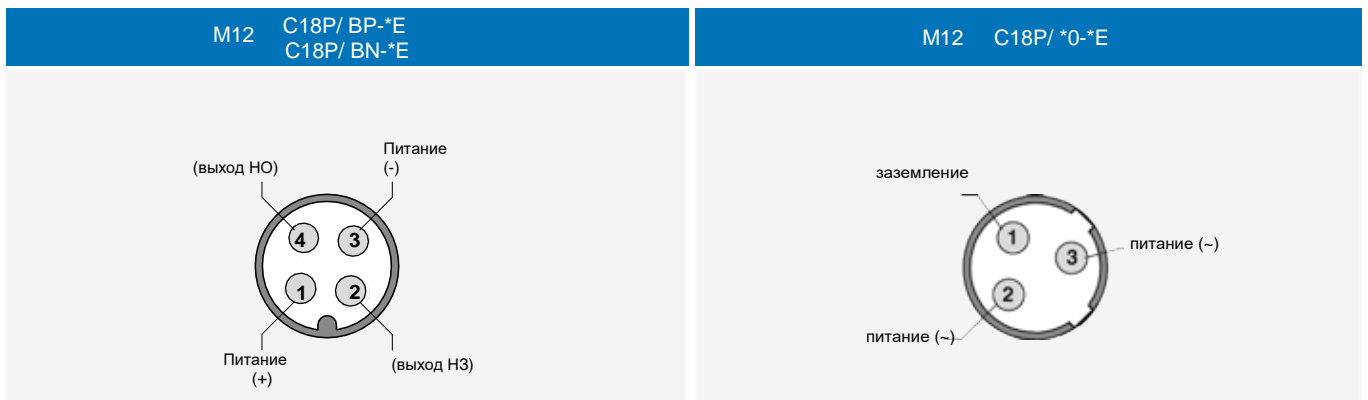 M12 C18P/ BP-*E
C18P/ BN-*E
(выход НО)
Питание
(-)
4
3
1
2
Питание
(+)
(выход НЗ)
M12 C18P/ *0-*E
заземление
1
3
питание (~)
2
питание (~)